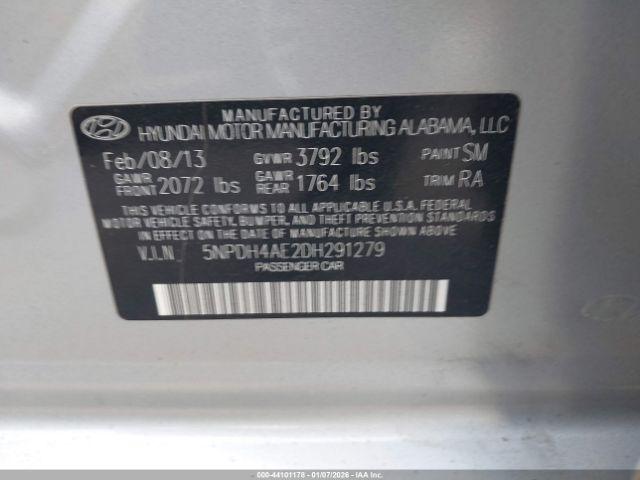 MANUFACTURED BY
HYUNDAI MOTOR MANUFACTURING ALABAMA, LLC
Feb/08/13 GVWR 3792 lbs PAINT SM
GAWR FRONT 2072 lbs GAWR REAR 1764 lbs TRIM RA
THIS VEHICLE CONFORMS TO ALL APPLICABLE U.S.A. FEDERAL
MOTOR VEHICLE SAFETY, BUMPER, AND THEFT PREVENTION STANDARDS
IN EFFECT ON THE DATE OF MANUFACTURE SHOWN ABOVE.
V.I.N 5NPDH4AE2DH291279
PASSENGER CAR
000-44101178 - 01/07/2026 - © IAA Inc.